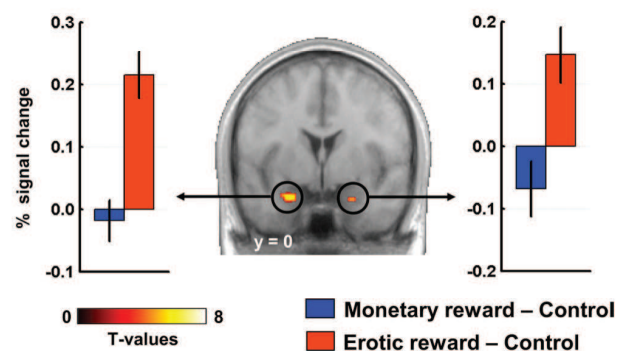 0.3
0.2
0.1
0.0
-0.1
% signal change
y = 0
0.2
0.1
0.0
-0.1
-0.2
0 8
T-values
Monetary reward – Control
Erotic reward – Control